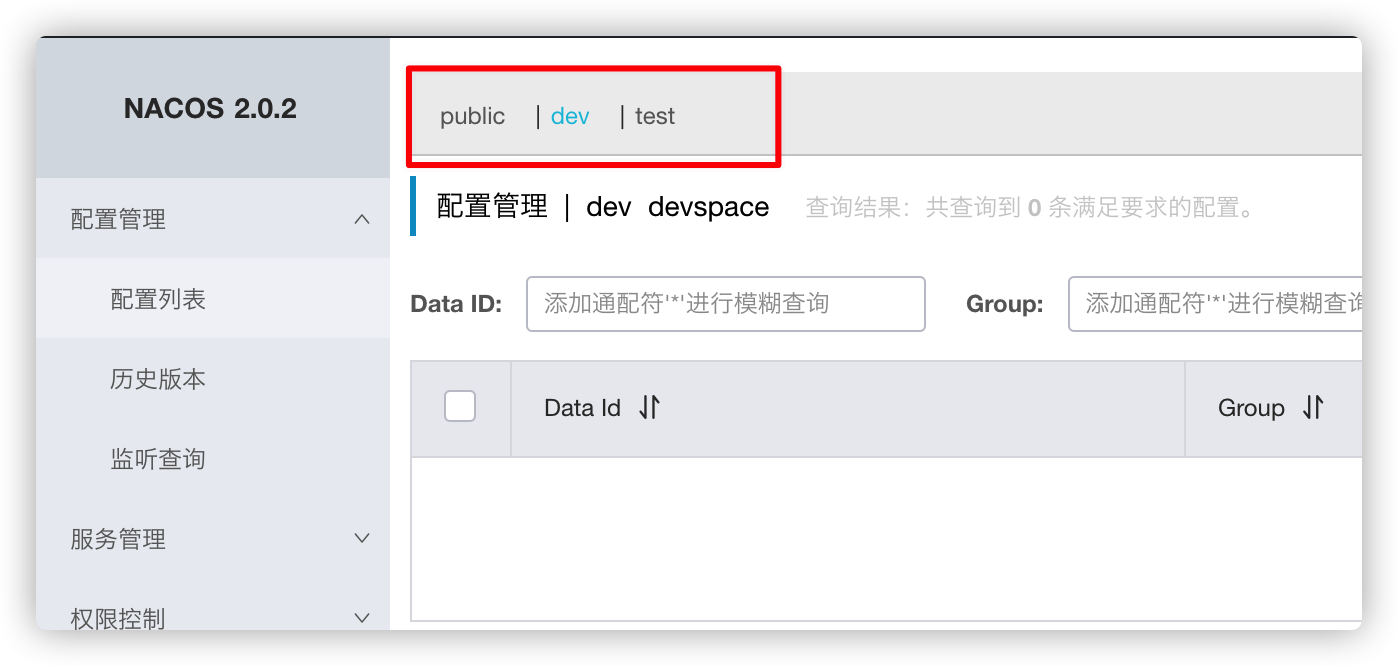 NACOS 2.0.2
配置管理
配置列表
历史版本
监听查询
服务管理
权限控制
public | dev | test
配置管理 | dev devspace 查询结果：共查询到 0 条满足要求的配置。
Data ID: 添加通配符'*'进行模糊查询 Group: 添加通配符'*'进行模糊查询
Data Id Group